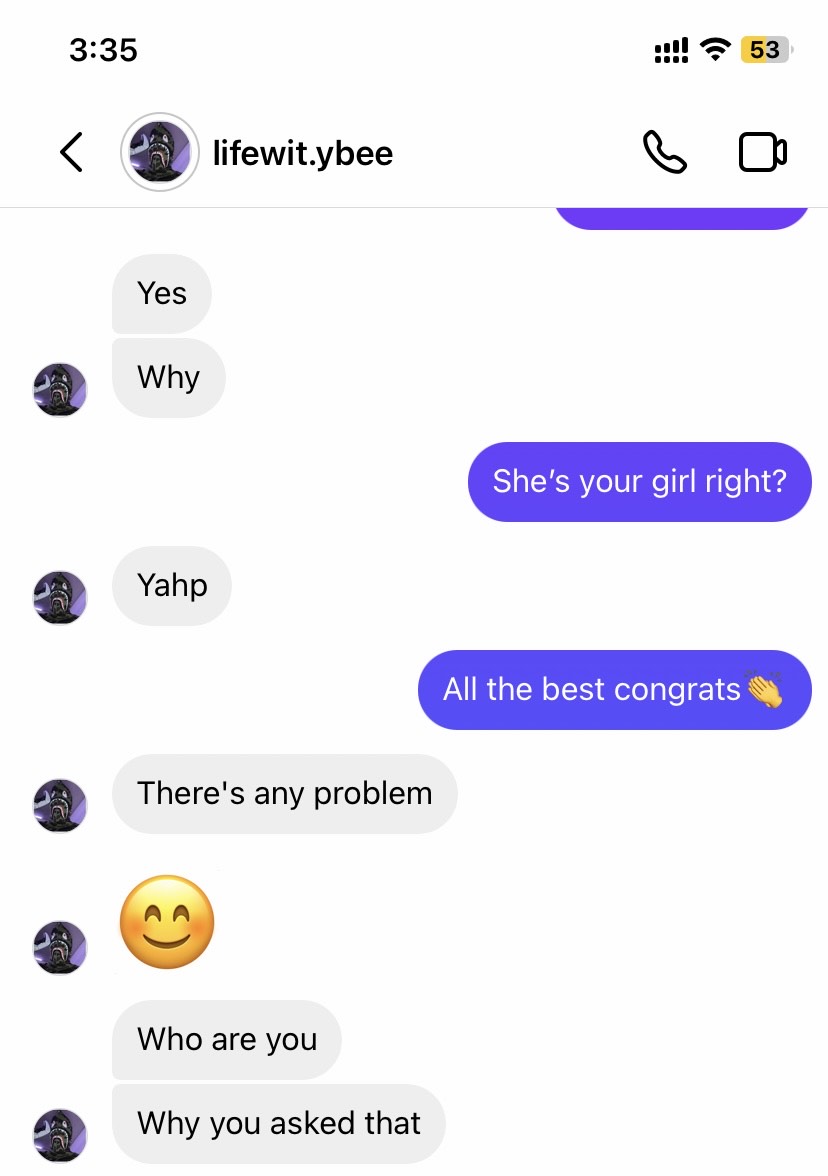 3:35
53
lifewit.ybee
Yes
Why
She’s your girl right?
Yahp
All the best congrats👏
There's any problem
😊
Who are you
Why you asked that